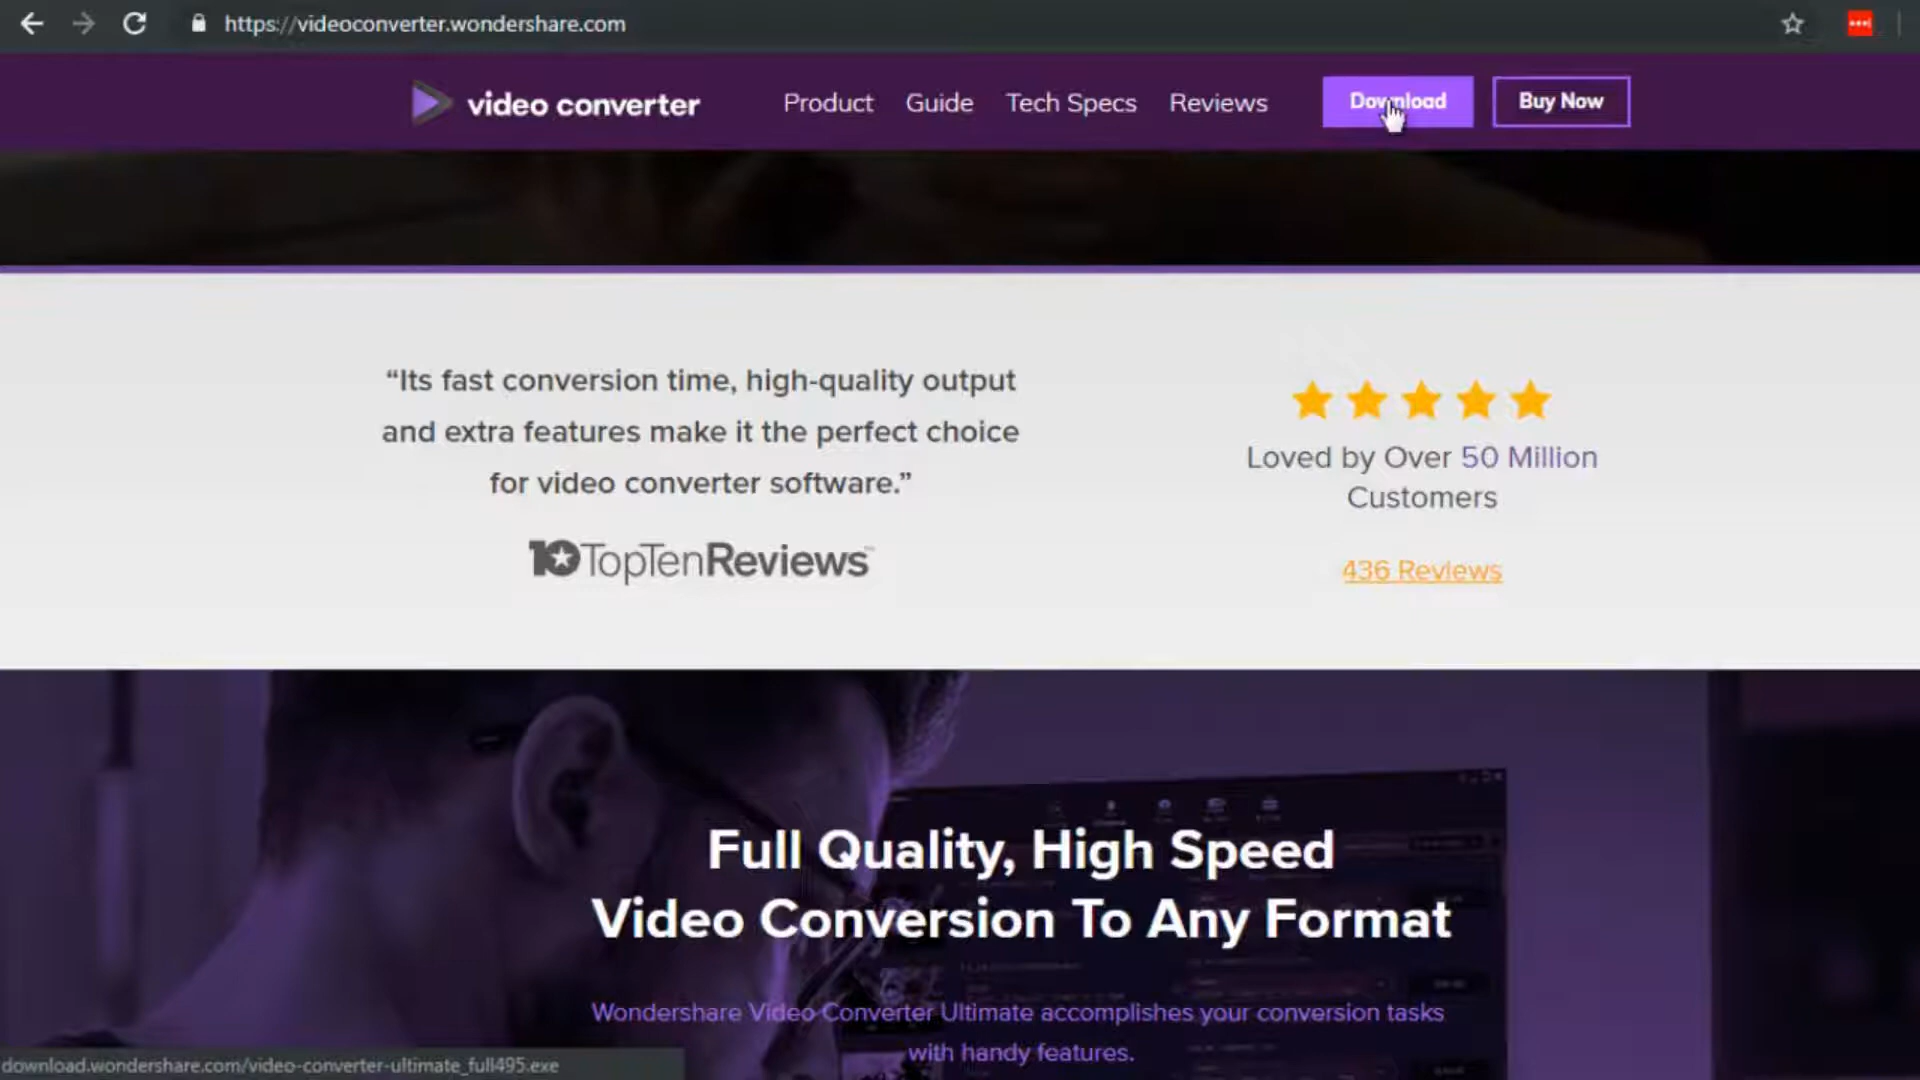 https://videoconverter.wondershare.com
video converter
Product
Guide
Tech Specs
Reviews
Download
Buy Now
“Its fast conversion time, high-quality output
and extra features make it the perfect choice
for video converter software.”
10 TopTenReviews™
Loved by Over 50 Million
Customers
436 Reviews
Full Quality, High Speed
Video Conversion To Any Format
Wondershare Video Converter Ultimate accomplishes your conversion tasks
with handy features.
download.wondershare.com/video-converter-ultimate_full495.exe